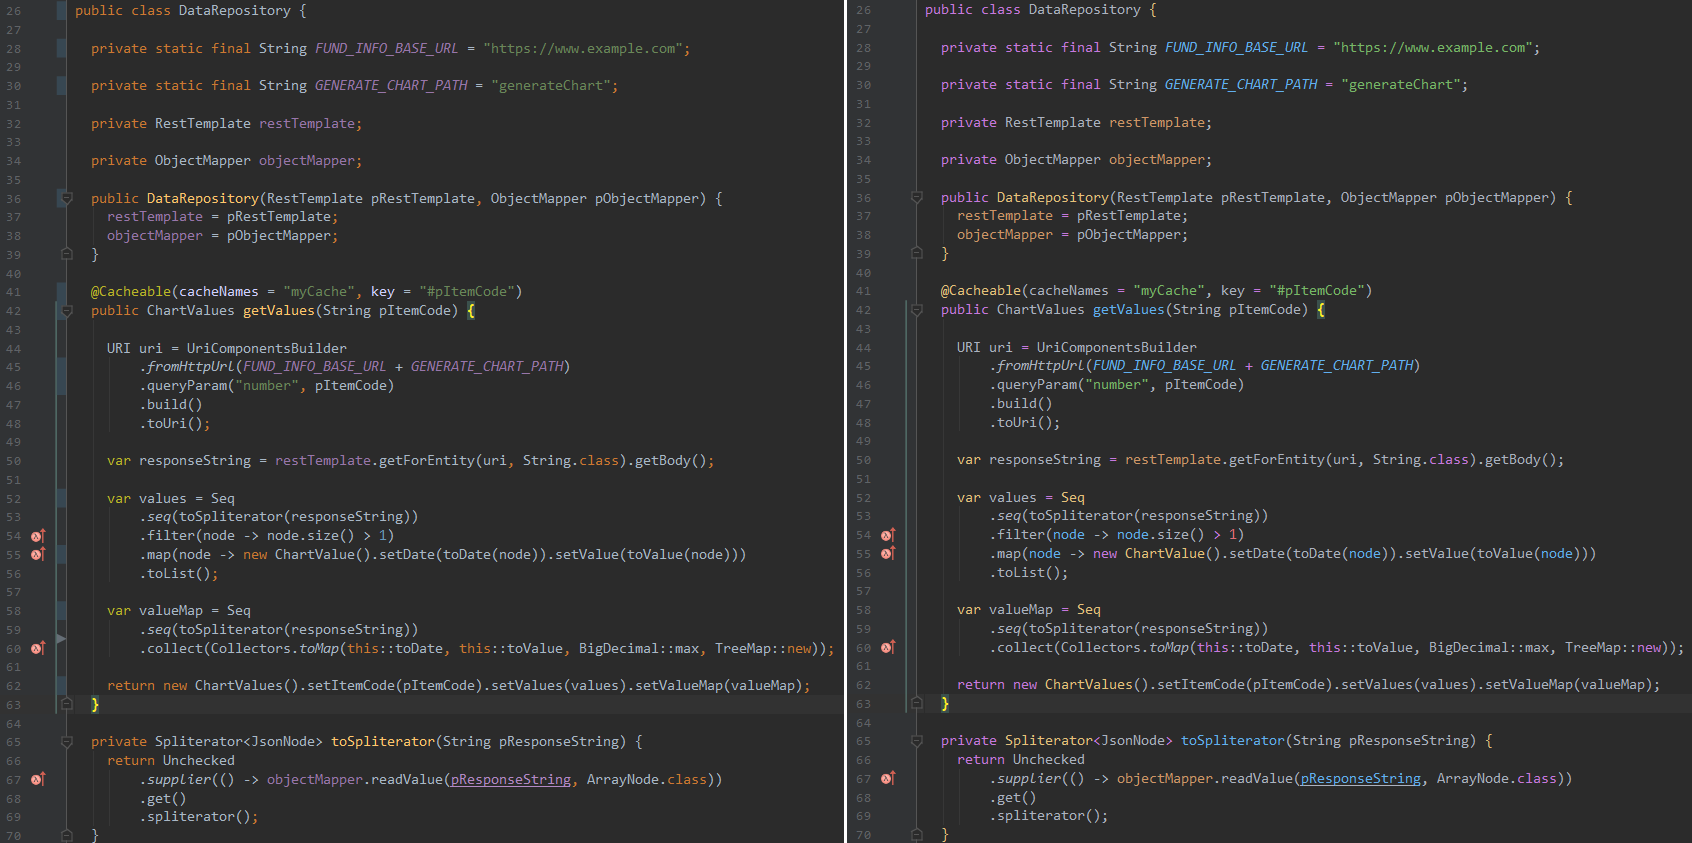 26 public class DataRepository {
27
28 private static final String FUND_INFO_BASE_URL = "https://www.example.com";
29
30 private static final String GENERATE_CHART_PATH = "generateChart";
31
32 private RestTemplate restTemplate;
33
34 private ObjectMapper objectMapper;
35
36 public DataRepository(RestTemplate pRestTemplate, ObjectMapper pObjectMapper) {
37 restTemplate = pRestTemplate;
38 objectMapper = pObjectMapper;
39 }
40
41 @Cacheable(cacheNames = "myCache", key = "#pItemCode")
42 public ChartValues getValues(String pItemCode) {
43
44 URI uri = UriComponentsBuilder
45 .fromHttpUrl(FUND_INFO_BASE_URL + GENERATE_CHART_PATH)
46 .queryParam("number", pItemCode)
47 .build()
48 .toUri();
49
50 var responseString = restTemplate.getForEntity(uri, String.class).getBody();
51
52 var values = Seq
53 .seq(toSpliterator(responseString))
54 .filter(node -> node.size() > 1)
55 .map(node -> new ChartValue().setDate(toDate(node)).setValue(toValue(node)))
56 .toList();
57
58 var valueMap = Seq
59 .seq(toSpliterator(responseString))
60 .collect(Collectors.toMap(this::toDate, this::toValue, BigDecimal::max, TreeMap::new));
61
62 return new ChartValues().setItemCode(pItemCode).setValues(values).setValueMap(valueMap);
63 }
64
65 private Spliterator<JsonNode> toSpliterator(String pResponseString) {
66 return Unchecked
67 .supplier(() -> objectMapper.readValue(pResponseString, ArrayNode.class))
68 .get()
69 .spliterator();
70 }
26 public class DataRepository {
27
28 private static final String FUND_INFO_BASE_URL = "https://www.example.com";
29
30 private static final String GENERATE_CHART_PATH = "generateChart";
31
32 private RestTemplate restTemplate;
33
34 private ObjectMapper objectMapper;
35
36 public DataRepository(RestTemplate pRestTemplate, ObjectMapper pObjectMapper) {
37 restTemplate = pRestTemplate;
38 objectMapper = pObjectMapper;
39 }
40
41 @Cacheable(cacheNames = "myCache", key = "#pItemCode")
42 public ChartValues getValues(String pItemCode) {
43
44 URI uri = UriComponentsBuilder
45 .fromHttpUrl(FUND_INFO_BASE_URL + GENERATE_CHART_PATH)
46 .queryParam("number", pItemCode)
47 .build()
48 .toUri();
49
50 var responseString = restTemplate.getForEntity(uri, String.class).getBody();
51
52 var values = Seq
53 .seq(toSpliterator(responseString))
54 .filter(node -> node.size() > 1)
55 .map(node -> new ChartValue().setDate(toDate(node)).setValue(toValue(node)))
56 .toList();
57
58 var valueMap = Seq
59 .seq(toSpliterator(responseString))
60 .collect(Collectors.toMap(this::toDate, this::toValue, BigDecimal::max, TreeMap::new));
61
62 return new ChartValues().setItemCode(pItemCode).setValues(values).setValueMap(valueMap);
63 }
64
65 private Spliterator<JsonNode> toSpliterator(String pResponseString) {
66 return Unchecked
67 .supplier(() -> objectMapper.readValue(pResponseString, ArrayNode.class))
68 .get()
69 .spliterator();
70 }